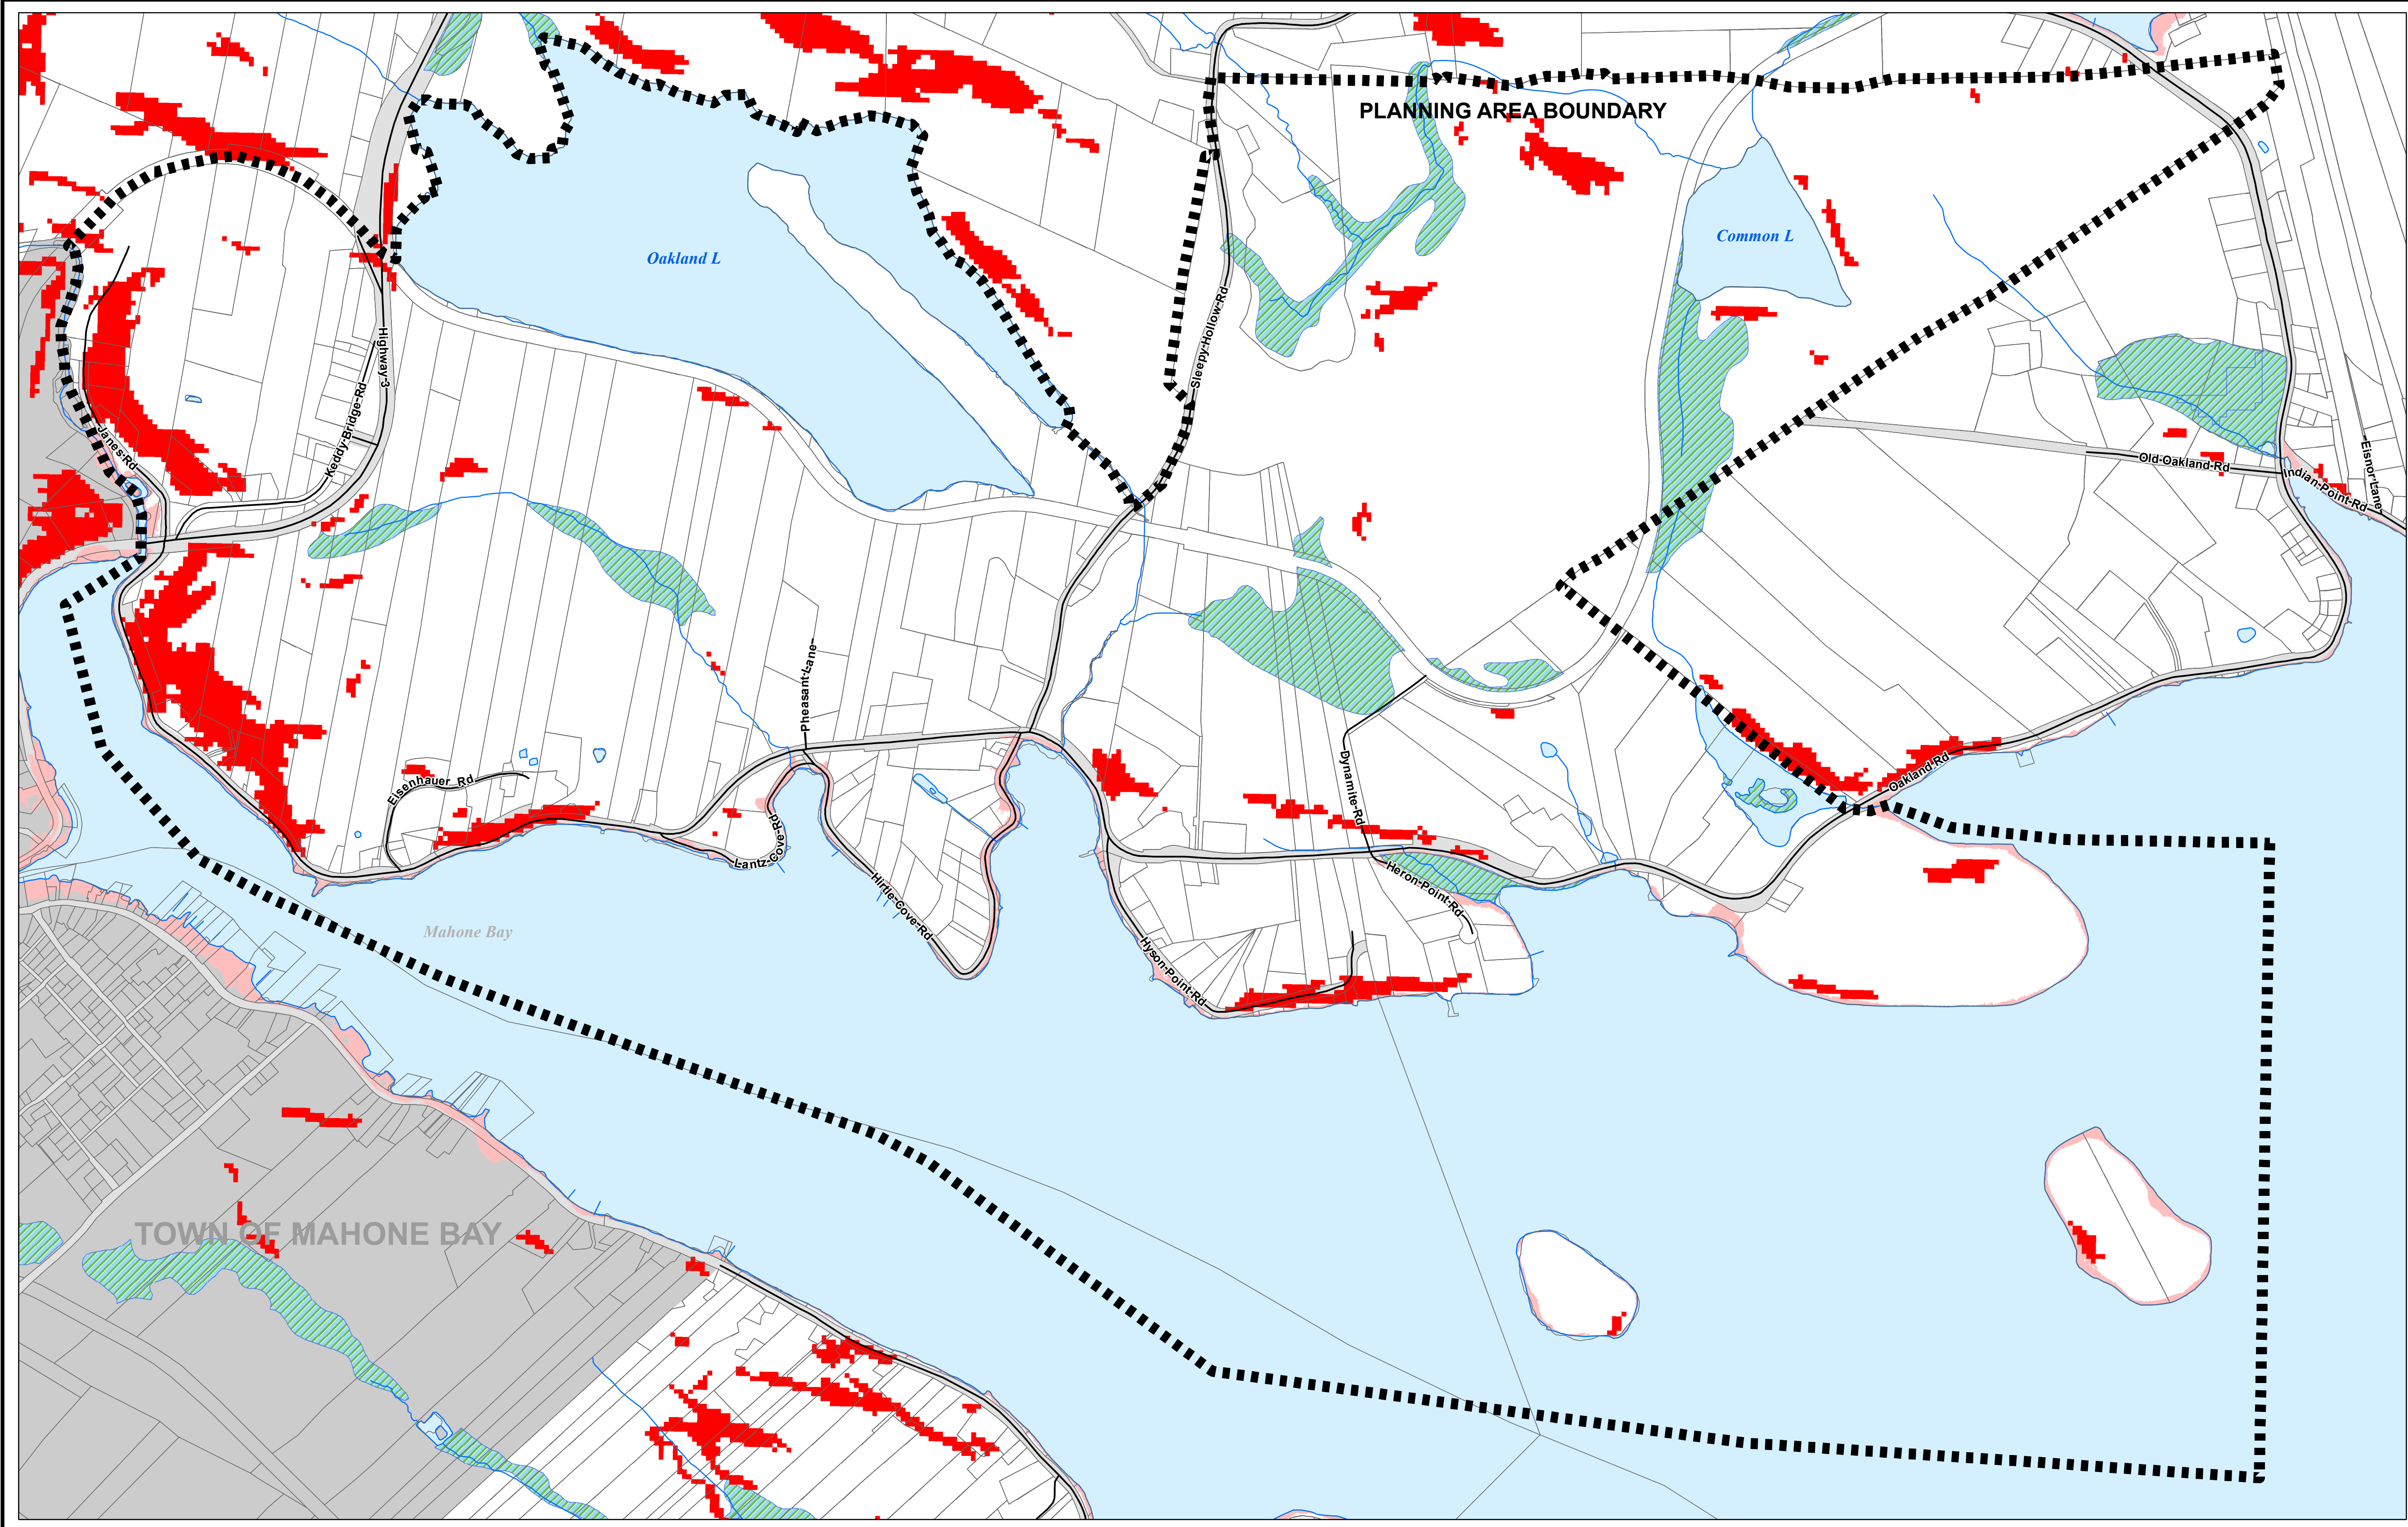 PLANNING AREA BOUNDARY
Common L
Oakland L
Sleepy-Hollow-Rd
Highway-3
Keddy-Bridge-Rd
Janes-Rd
Old-Oakland-Rd
Indian-Point-Rd
Eisnor-Lane
Pheasant-Lane
Eisenhauer Rd
Dynamite-Rd
Oakland-Rd
Lantz-Cove-Rd
Hirtle-Cove-Rd
Heron-Point-Rd
Hyson-Point-Rd
Mahone Bay
TOWN OF MAHONE BAY